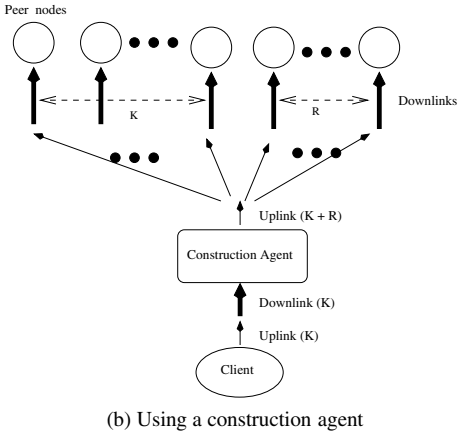 Peer nodes
K
R
Downlinks
Uplink (K + R)
Construction Agent
Downlink (K)
Uplink (K)
Client
(b) Using a construction agent